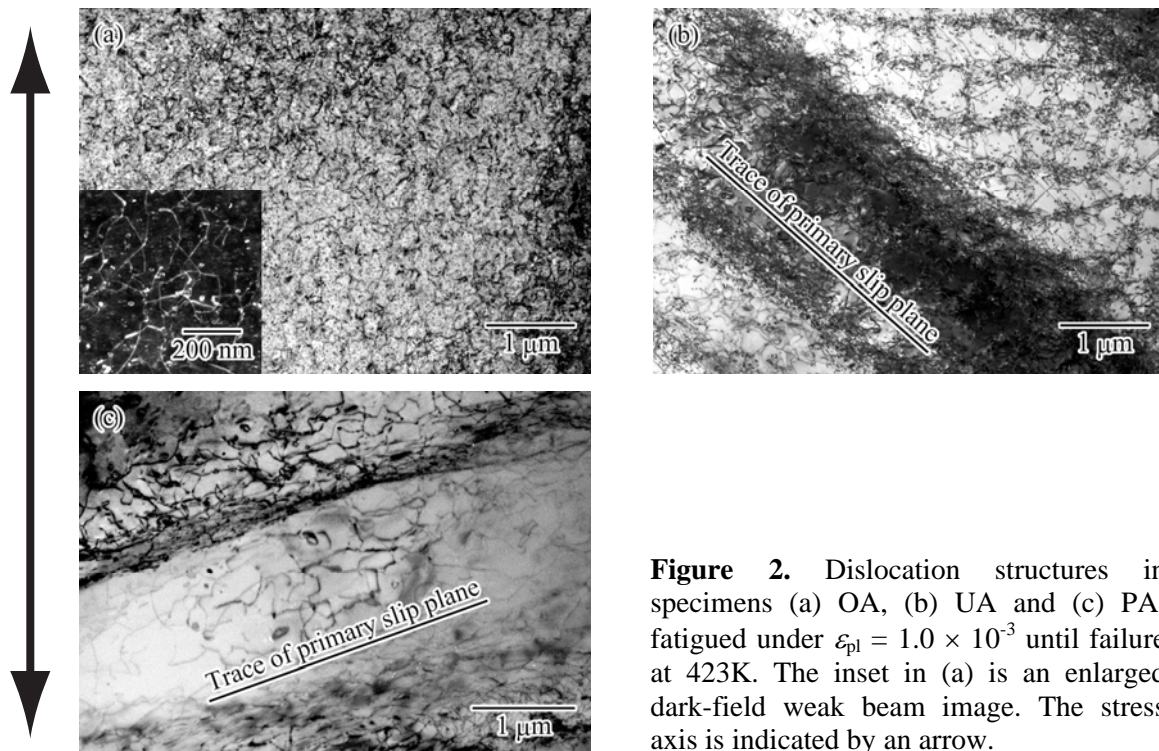 (a)
200 nm
1 μm
(b)
Trace of primary slip plane
1 μm
(c)
Trace of primary slip plane
1 μm
Figure 2. Dislocation structures in
specimens (a) OA, (b) UA and (c) PA
fatigued under εpl = 1.0 × 10-3 until failure
at 423K. The inset in (a) is an enlarged
dark-field weak beam image. The stress
axis is indicated by an arrow.